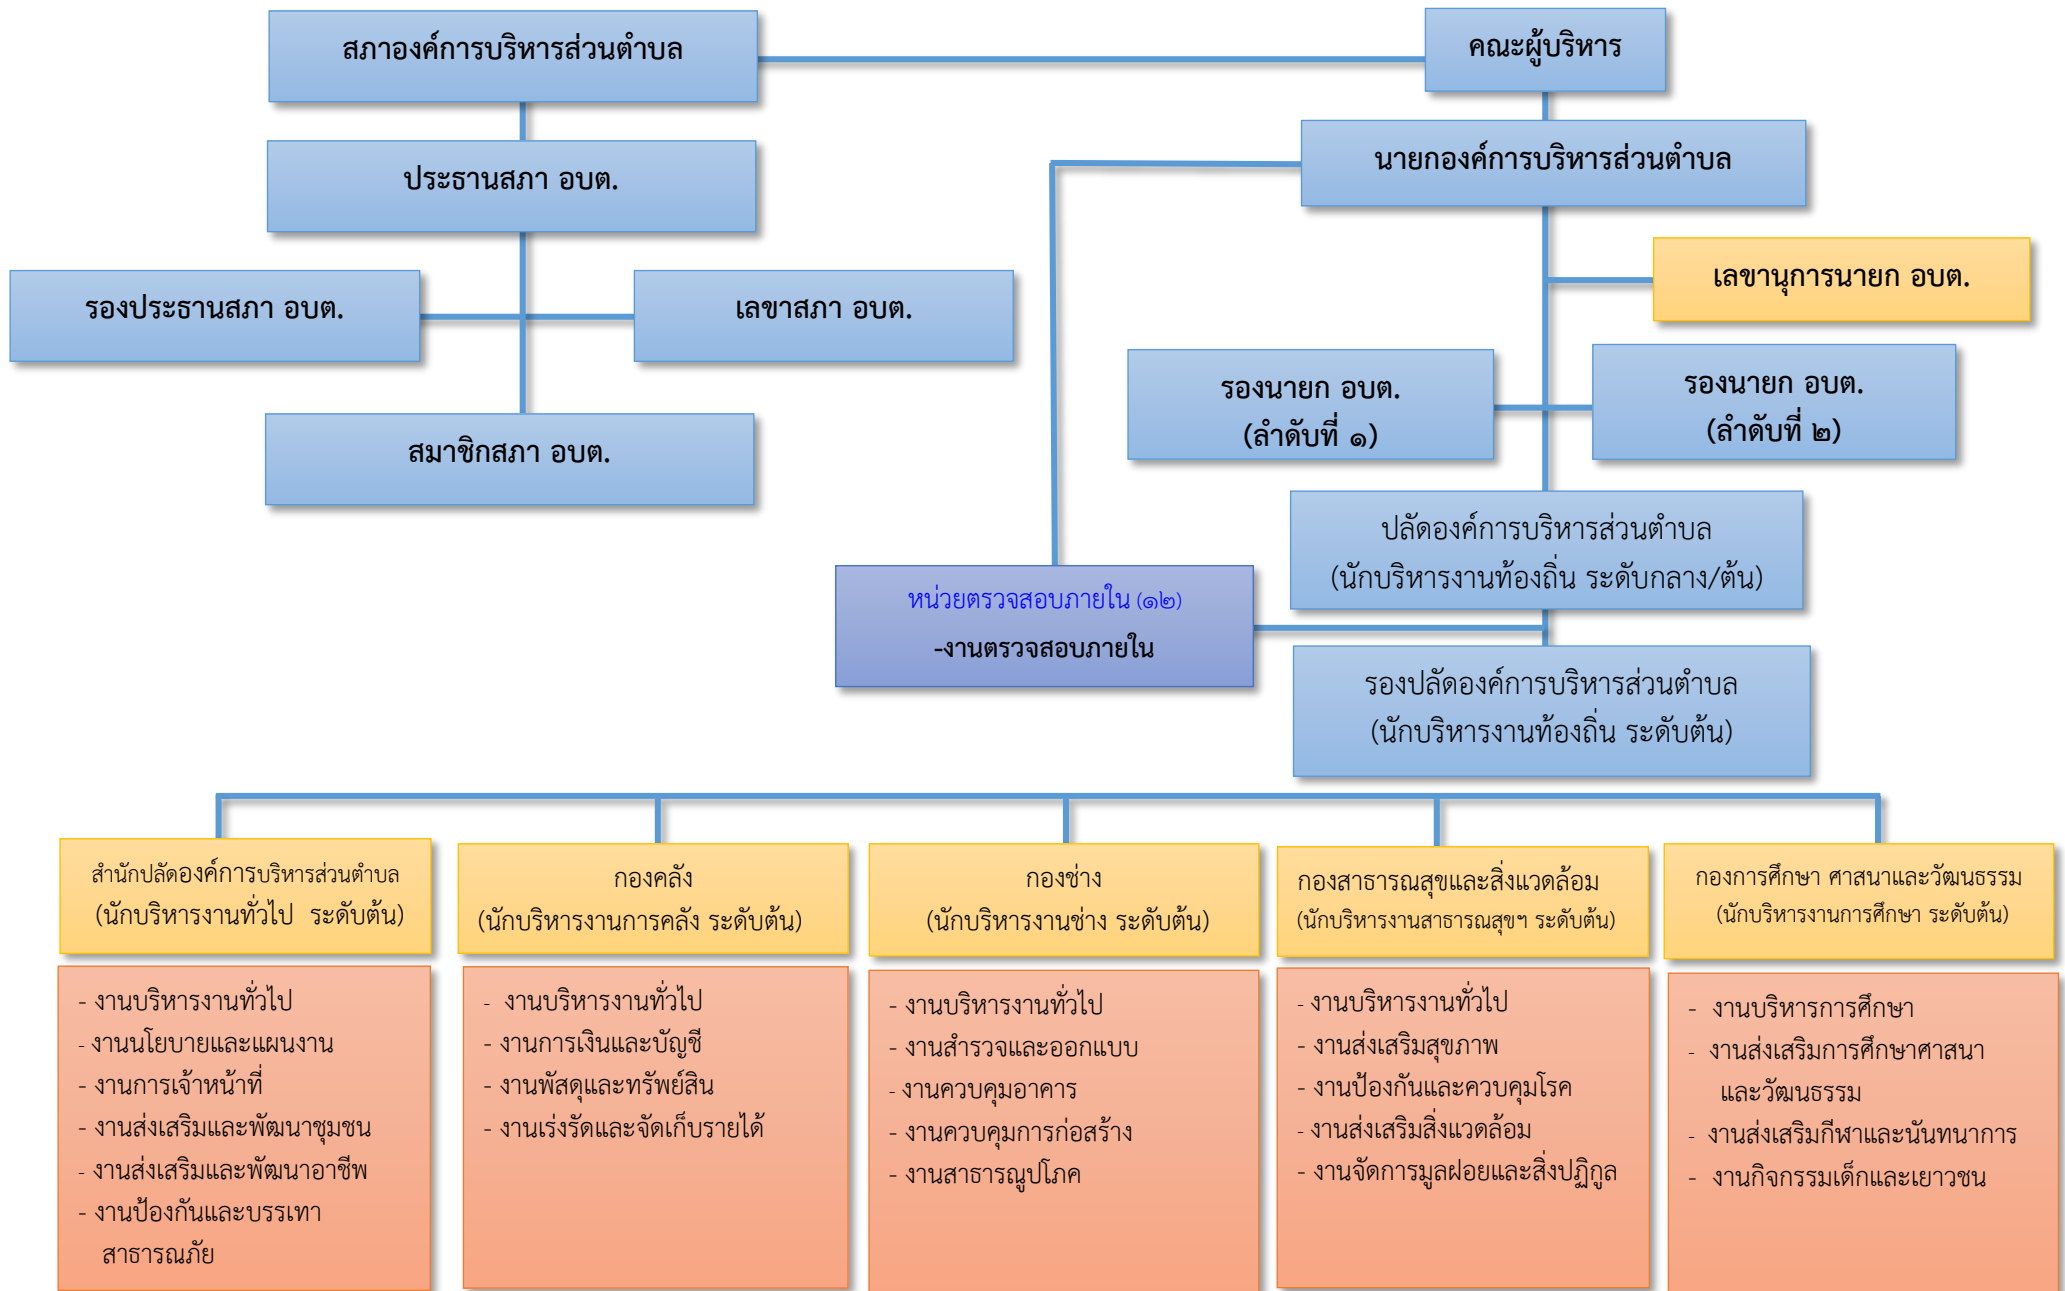 สภาองค์การบริหารส่วนตำบล
คณะผู้บริหาร
ประธานสภา อบต.
นายกองค์การบริหารส่วนตำบล
รองประธานสภา อบต.
เลขาสภา อบต.
เลขานุการนายก อบต.
สมาชิกสภา อบต.
รองนายก อบต.
(ลำดับที่ ๑)
รองนายก อบต.
(ลำดับที่ ๒)
ปลัดองค์การบริหารส่วนตำบล
(นักบริหารงานท้องถิ่น ระดับกลาง/ต้น)
หน่วยตรวจสอบภายใน (๑๒)
-งานตรวจสอบภายใน
รองปลัดองค์การบริหารส่วนตำบล
(นักบริหารงานท้องถิ่น ระดับต้น)
สำนักปลัดองค์การบริหารส่วนตำบล
(นักบริหารงานทั่วไป ระดับต้น)
- งานบริหารงานทั่วไป
- งานนโยบายและแผนงาน
- งานการเจ้าหน้าที่
- งานส่งเสริมและพัฒนาชุมชน
- งานส่งเสริมและพัฒนาอาชีพ
- งานป้องกันและบรรเทา
สาธารณภัย
กองคลัง
(นักบริหารงานการคลัง ระดับต้น)
- งานบริหารงานทั่วไป
- งานการเงินและบัญชี
- งานพัสดุและทรัพย์สิน
- งานเร่งรัดและจัดเก็บรายได้
กองช่าง
(นักบริหารงานช่าง ระดับต้น)
- งานบริหารงานทั่วไป
- งานสำรวจและออกแบบ
- งานควบคุมอาคาร
- งานควบคุมการก่อสร้าง
- งานสาธารณูปโภค
กองสาธารณสุขและสิ่งแวดล้อม
(นักบริหารงานสาธารณสุขฯ ระดับต้น)
- งานบริหารงานทั่วไป
- งานส่งเสริมสุขภาพ
- งานป้องกันและควบคุมโรค
- งานส่งเสริมสิ่งแวดล้อม
- งานจัดการมูลฝอยและสิ่งปฏิกูล
กองการศึกษา ศาสนาและวัฒนธรรม
(นักบริหารงานการศึกษา ระดับต้น)
- งานบริหารการศึกษา
- งานส่งเสริมการศึกษาศาสนา
และวัฒนธรรม
- งานส่งเสริมกีฬาและนันทนาการ
- งานกิจกรรมเด็กและเยาวชน